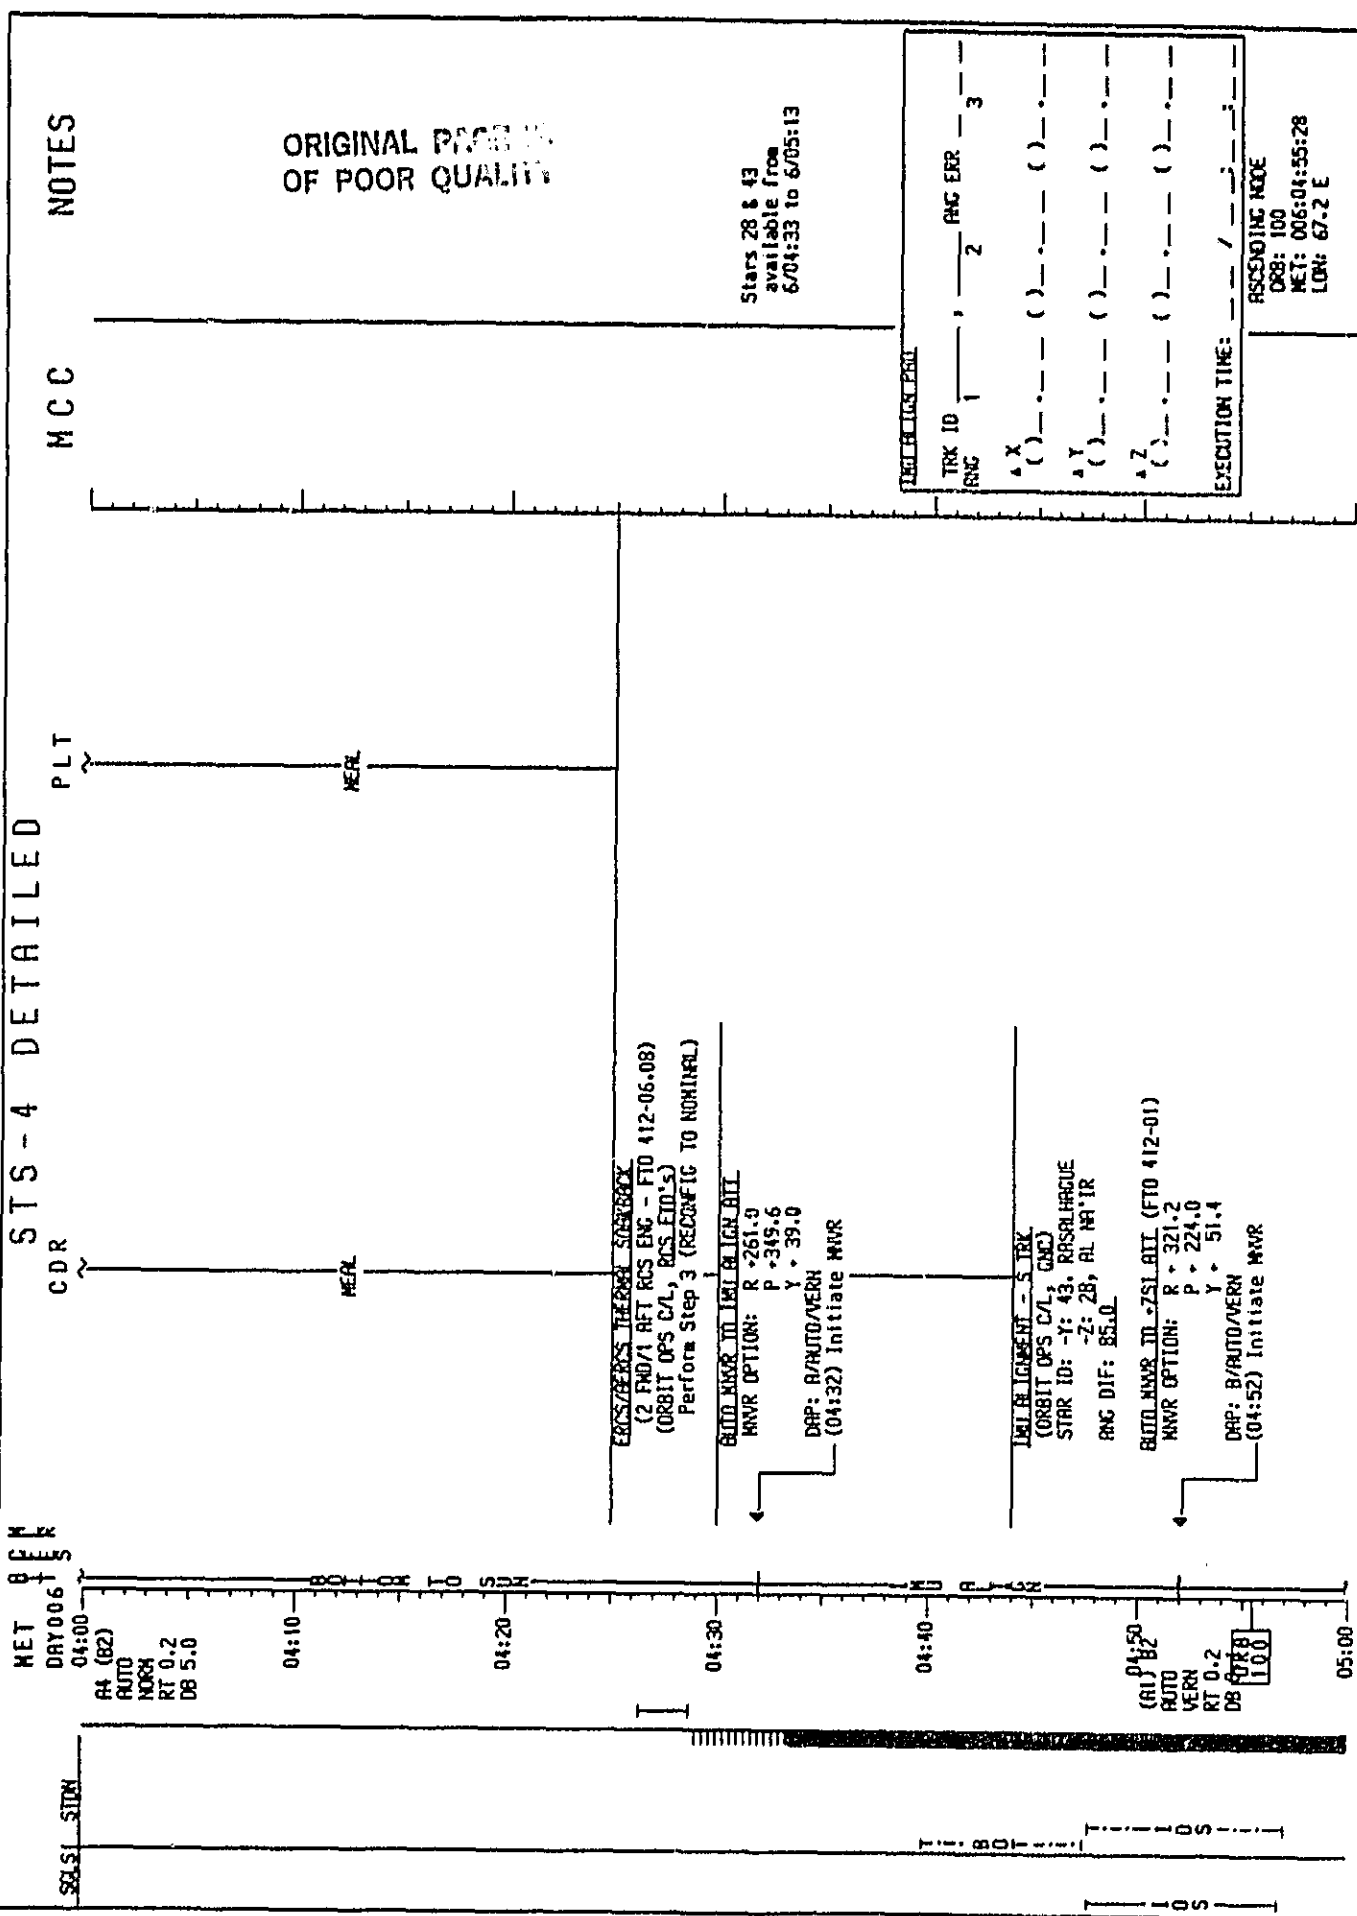 STS-4 DETAILED
MET
DAY006
CDR
PLT
MCC
NOTES
SGLS
STDN
04:00
A4 (B2)
AUTO
NORM
RT 0.2
DB 5.0
04:10
04:20
04:30
04:40
04:50
(A1) B2
AUTO
VERN
RT 0.2
DB
ORB
100
05:00
BOT TO SUN
IMU ALIGN
BOT
IOS
IOS
MEAL
MEAL
FRCS/ARCS THERMAL SOAKBACK
(2 FWD/1 AFT RCS ENG - FTO 412-06.08)
(ORBIT OPS C/L, RCS FTO's)
Perform Step 3 (RECONFIG TO NOMINAL)
AUTO MNVR TO IMU ALIGN ATT
MNVR OPTION: R +261.0
P +349.6
Y + 39.0
DAP: A/AUTO/VERN
(04:32) Initiate MNVR
IMU ALIGNMENT - S TRK
(ORBIT OPS C/L, GNC)
STAR ID: -Y: 43, RASALHAGUE
-Z: 28, AL NA'IR
ANG DIF: 85.0
AUTO MNVR TO +ZSI ATT (FTO 412-01)
MNVR OPTION: R + 321.2
P + 224.0
Y + 51.4
DAP: B/AUTO/VERN
(04:52) Initiate MNVR
ORIGINAL PAGE IS
OF POOR QUALITY
Stars 28 & 43
available from
6/04:33 to 6/05:13
IMU ALIGN PAD
TRK ID ____, ____ ANG ERR _ _._
ANG 1 2 3
▲ X
( )_._ _ ( )_._ _ ( )_._ _
▲ Y
( )_._ _ ( )_._ _ ( )_._ _
▲ Z
( )_._ _ ( )_._ _ ( )_._ _
EXECUTION TIME: _ _ / _ _:_ _:_ _
ASCENDING NODE
ORB: 100
MET: 006:04:55:28
LON: 67.2 E